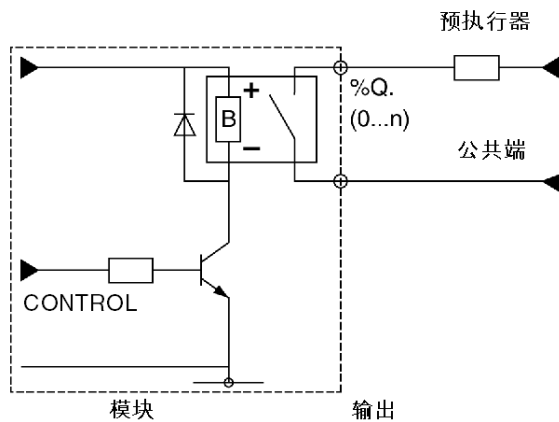 预执行器
+
B
−
%Q.
(0...n)
公共端
CONTROL
模块
输出